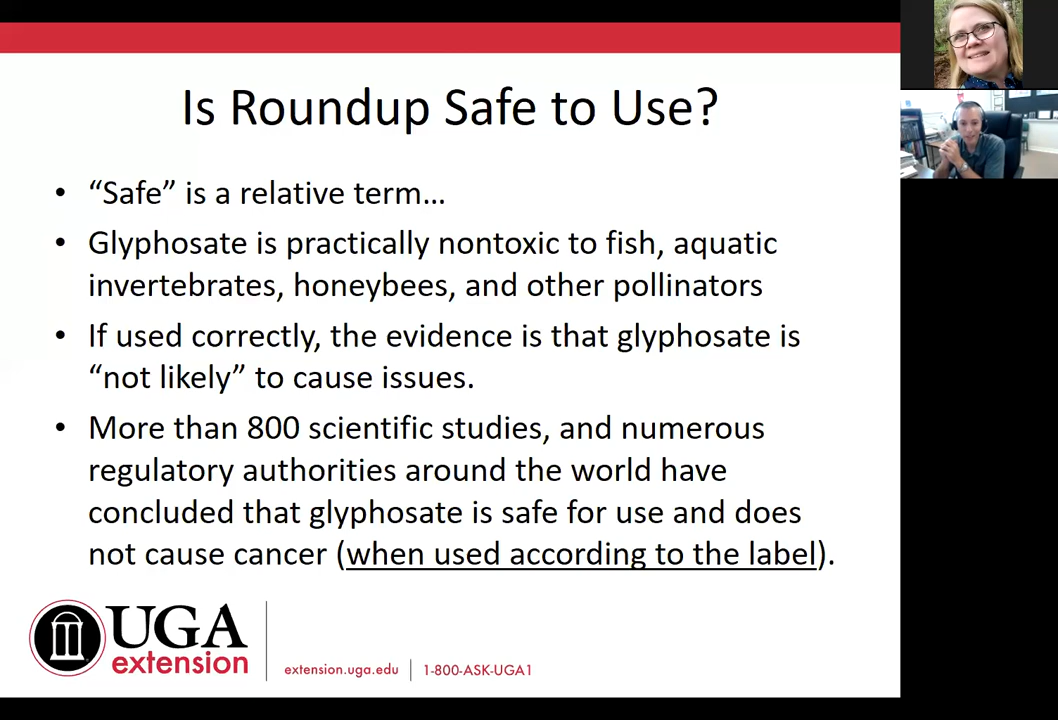 Is Roundup Safe to Use?
• “Safe” is a relative term…
• Glyphosate is practically nontoxic to fish, aquatic
invertebrates, honeybees, and other pollinators
• If used correctly, the evidence is that glyphosate is
“not likely” to cause issues.
• More than 800 scientific studies, and numerous
regulatory authorities around the world have
concluded that glyphosate is safe for use and does
not cause cancer (when used according to the label).
UGA
extension
extension.uga.edu | 1-800-ASK-UGA1